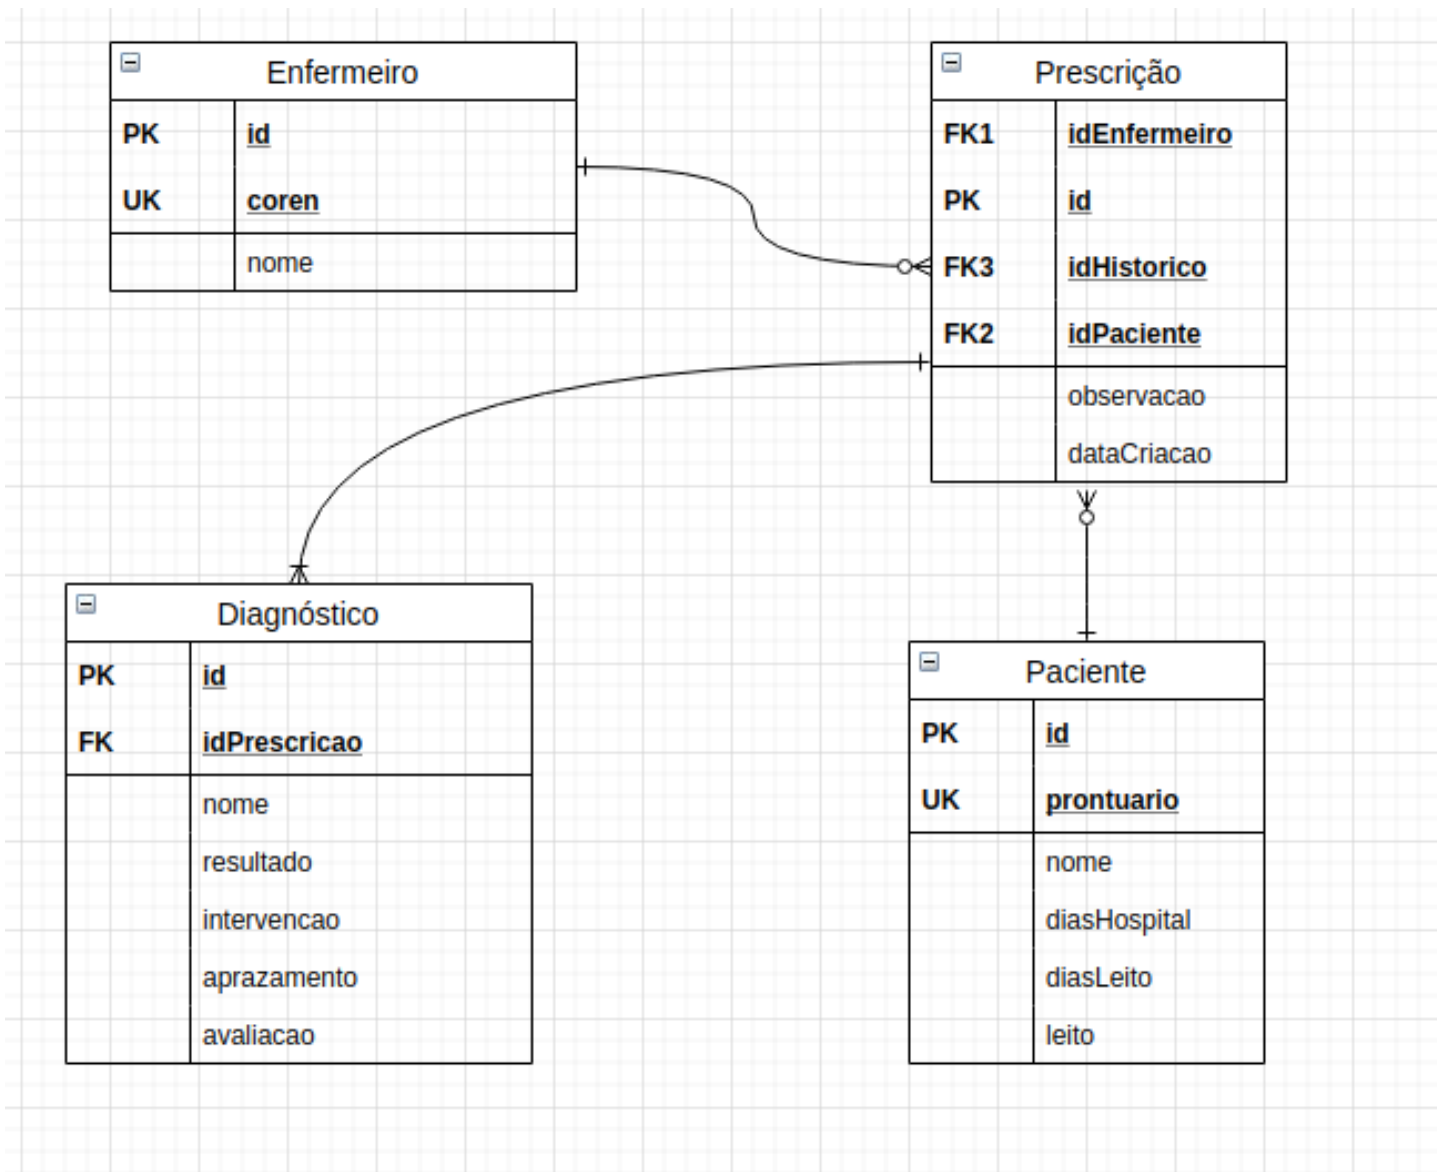 Enfermeiro
PK id
UK coren
nome
Prescrição
FK1 idEnfermeiro
PK id
FK3 idHistorico
FK2 idPaciente
observacao
dataCriacao
Diagnóstico
PK id
FK idPrescricao
nome
resultado
intervencao
aprazamento
avaliacao
Paciente
PK id
UK prontuario
nome
diasHospital
diasLeito
leito